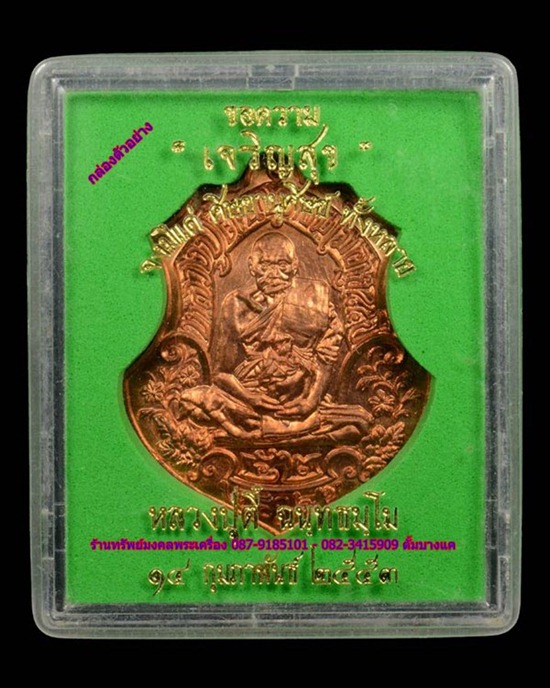 กล่องตัวอย่าง
ขอความ
" เจริญสุข "
จงมีแด่ ศิษยานุศิษย์ ทั้งหลาย
หลวงปู่ตี๋ ฉนฺทธมฺโม
ร้านทรัพย์มงคลพระเครื่อง 087-9185101 - 082-3415909 ตั้มบางแค
๑๔ กุมภาพันธ์ ๒๕๕๓